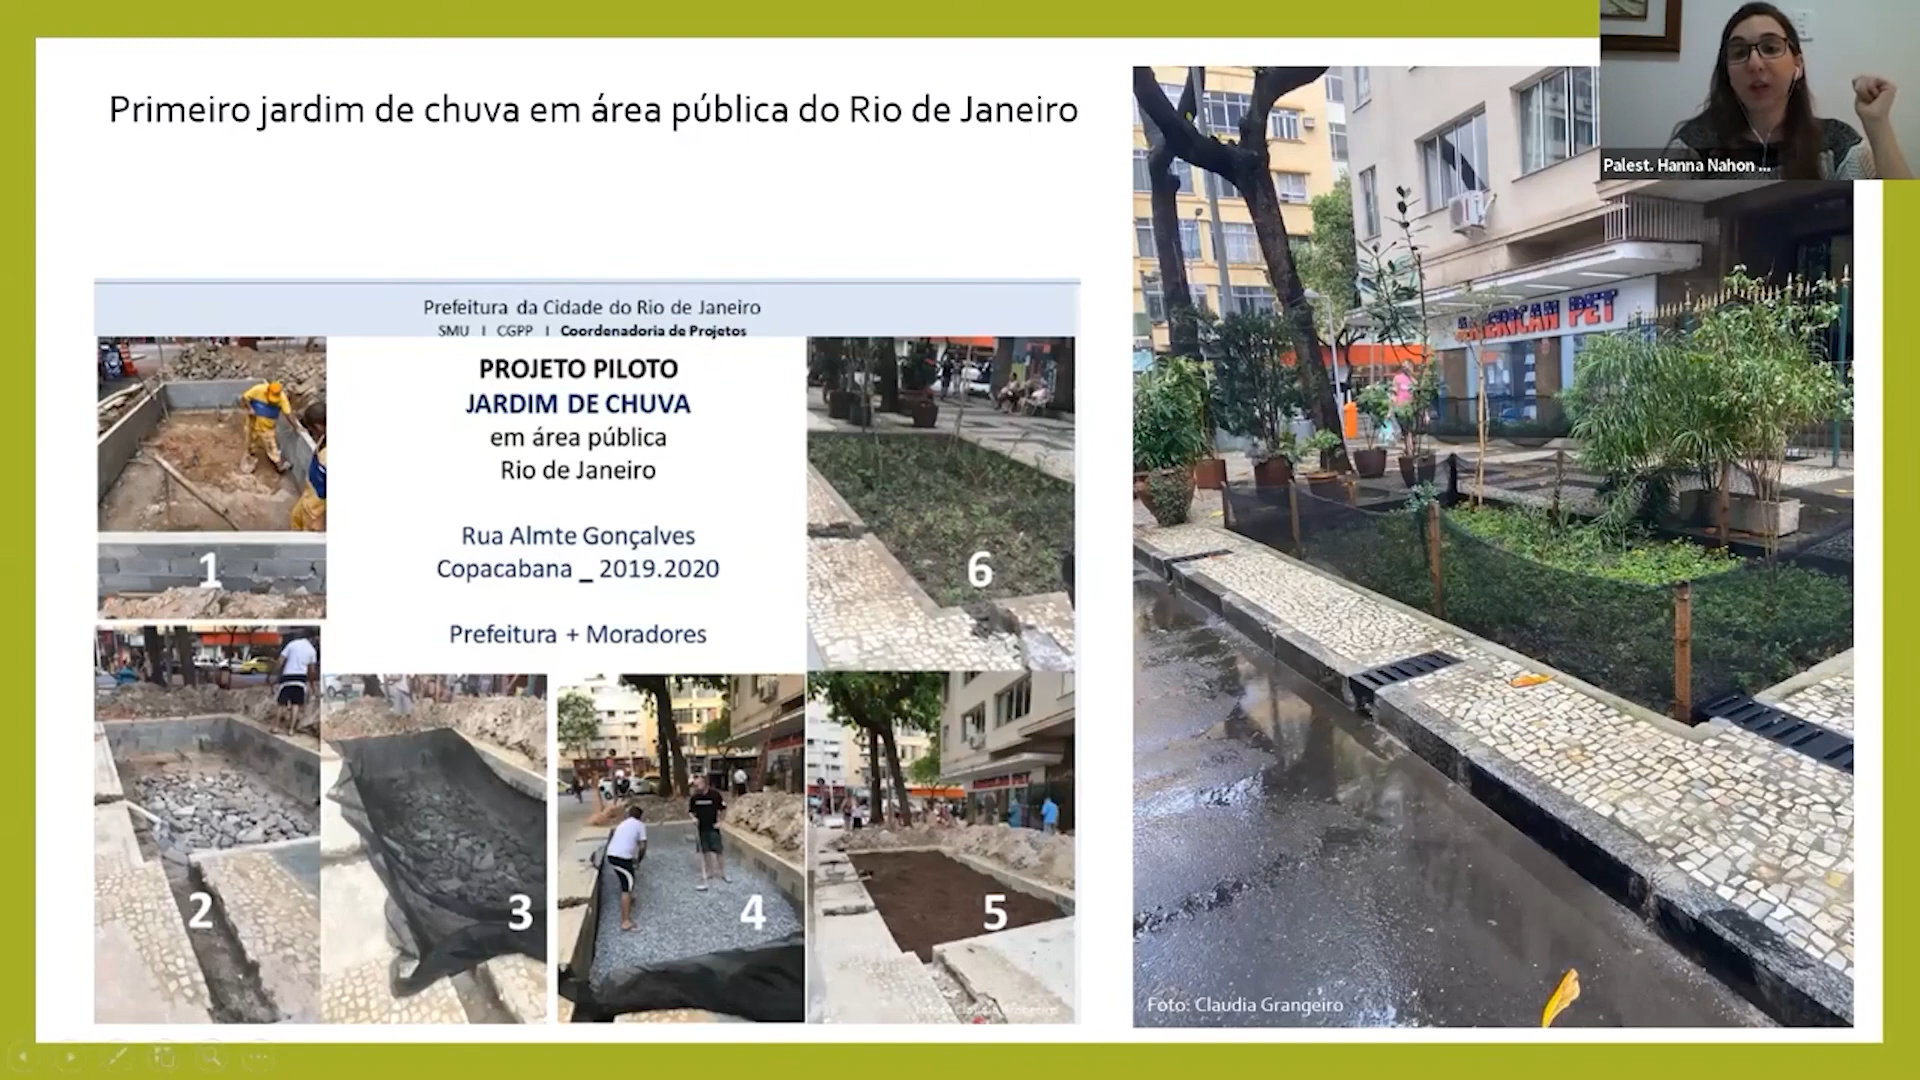 Primeiro jardim de chuva em área pública do Rio de Janeiro
Palest. Hanna Nahon ...
Prefeitura da Cidade do Rio de Janeiro
SMU I CGPP I Coordenadoria de Projetos
PROJETO PILOTO
JARDIM DE CHUVA
em área pública
Rio de Janeiro
Rua Almte Gonçalves
Copacabana _ 2019.2020
Prefeitura + Moradores
1
2
3
4
5
6
AMERICAN PET
Foto: Claudia Grangeiro